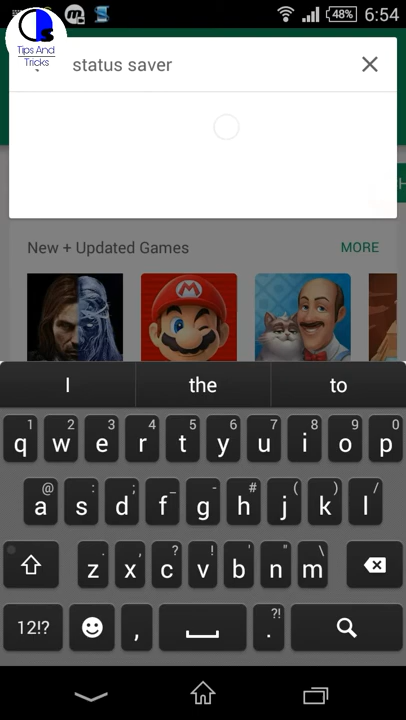 48% 6:54
Tips And
Tricks
status saver
H
New + Updated Games
MORE
M
I the to
1 2 3 4 5 6 7 8 9 0
q w e r t y u i o p
@ : ; _ - # ( ) /
a s d f g h j k l
. , ? ! ' " \
z x c v b n m
?!
12!? , .